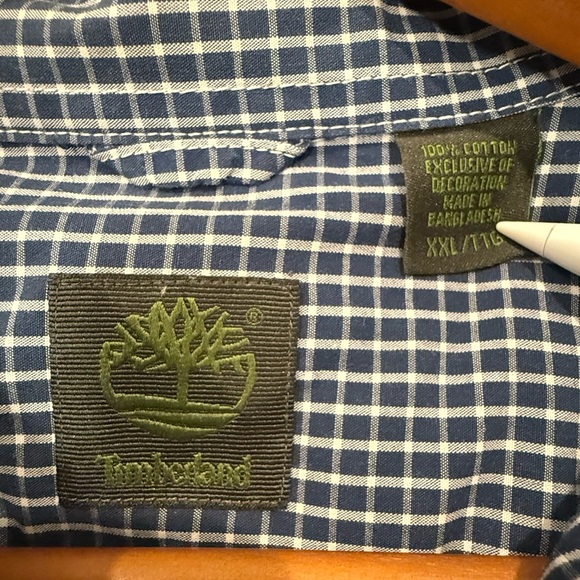 100% COTTON
EXCLUSIVE OF
DECORATION
MADE IN
BANGLADESH
XXL/TTG
®
Timberland